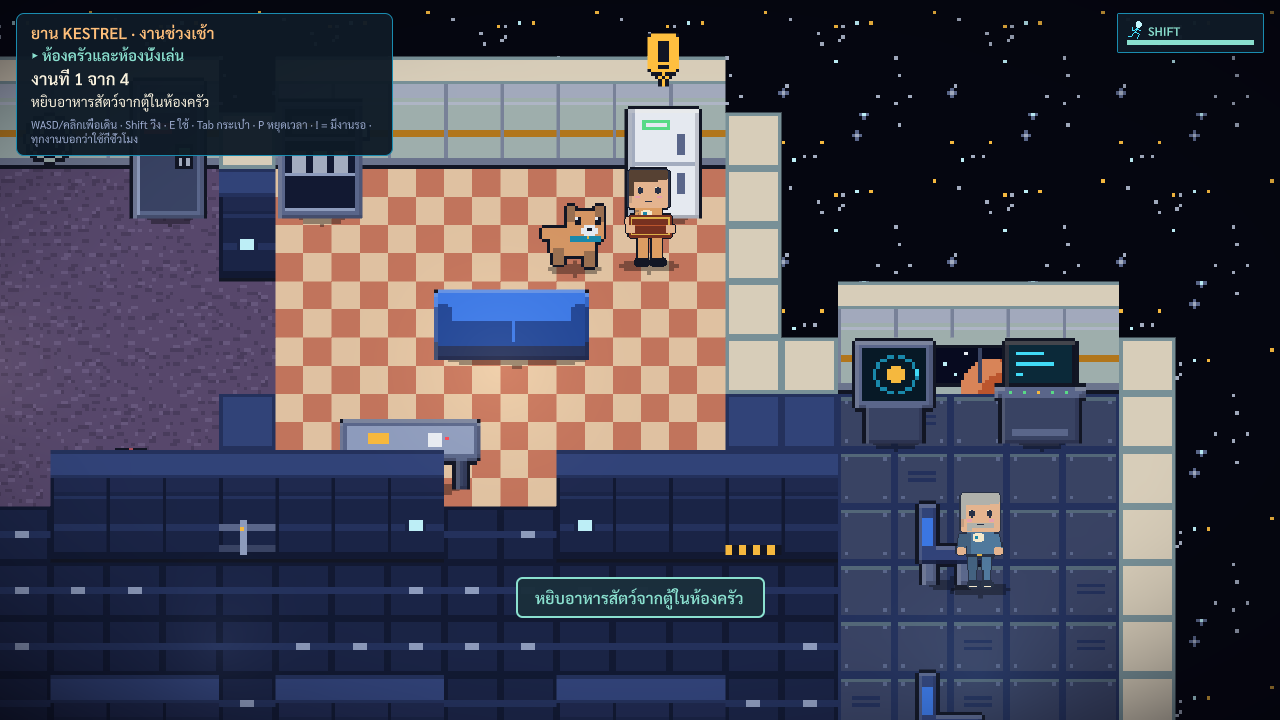 ยาน KESTREL · งานช่วงเช้า
▸ ห้องครัวและห้องนั่งเล่น
งานที่ 1 จาก 4
หยิบอาหารสัตว์จากตู้ในห้องครัว
WASD/คลิกเพื่อเดิน · Shift วิ่ง · E ใช้ · Tab กระเป๋า · P หยุดเวลา · ! = มีงานรอ ·
ทุกงานบอกว่าใช้กี่ชั่วโมง
SHIFT
หยิบอาหารสัตว์จากตู้ในห้องครัว